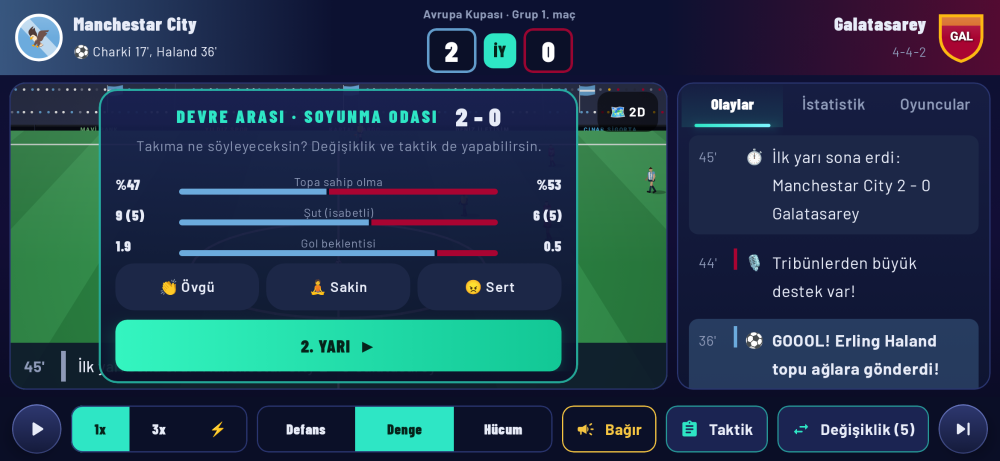 Manchestar City
⚽ Charki 17', Haland 36'
Avrupa Kupası · Grup 1. maç
2 İY 0
Galatasarey
4-4-2
GAL
DEVRE ARASI · SOYUNMA ODASI 2 - 0
Takıma ne söyleyeceksin? Değişiklik ve taktik de yapabilirsin.
%47 Topa sahip olma %53
9 (5) Şut (isabetli) 6 (5)
1.9 Gol beklentisi 0.5
👏 Övgü
🧘 Sakin
😠 Sert
2. YARI ►
🗺️ 2D
45' İlk
Olaylar İstatistik Oyuncular
45' ⏱️ İlk yarı sona erdi:
Manchestar City 2 - 0
Galatasarey
44' 🎙️ Tribünlerden büyük
destek var!
36' ⚽ GOOOL! Erling Haland
topu ağlara gönderdi!
1x 3x ⚡
Defans Denge Hücum
Bağır
Taktik
Değişiklik (5)